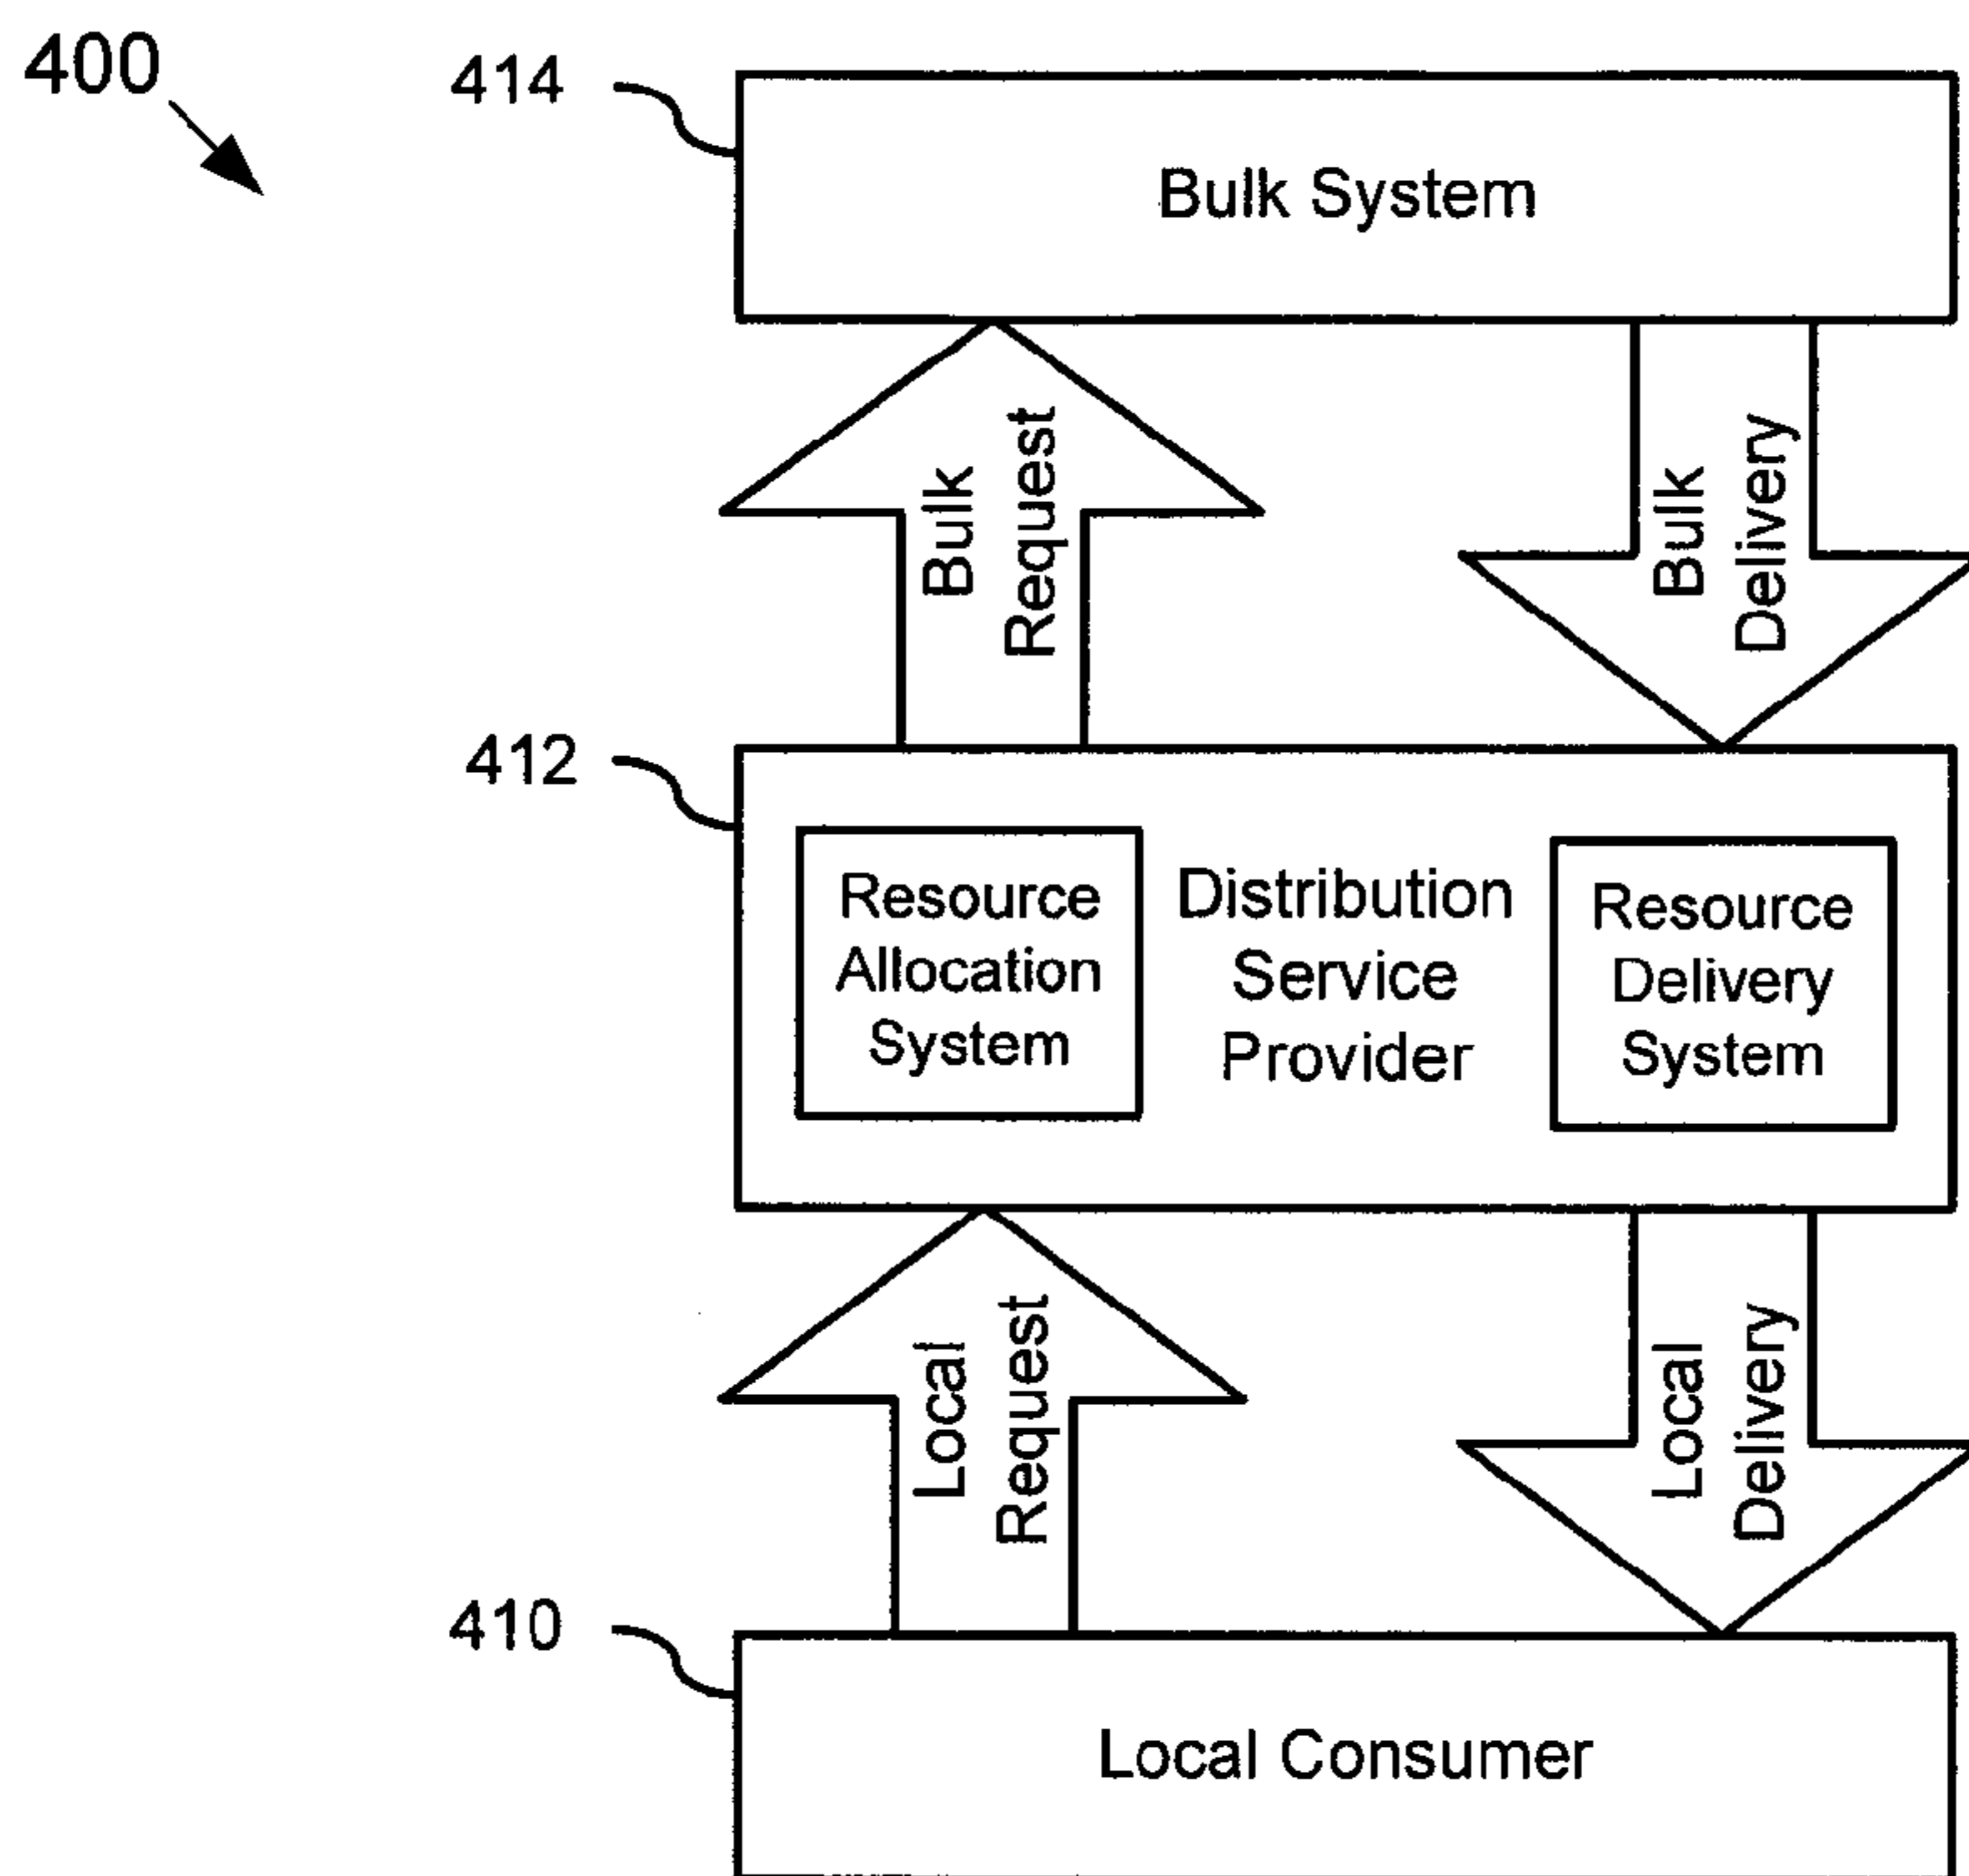 400
414
Bulk System
Bulk
Request
Bulk
Delivery
412
Resource
Allocation
System
Distribution
Service
Provider
Resource
Delivery
System
Local
Request
Local
Delivery
410
Local Consumer